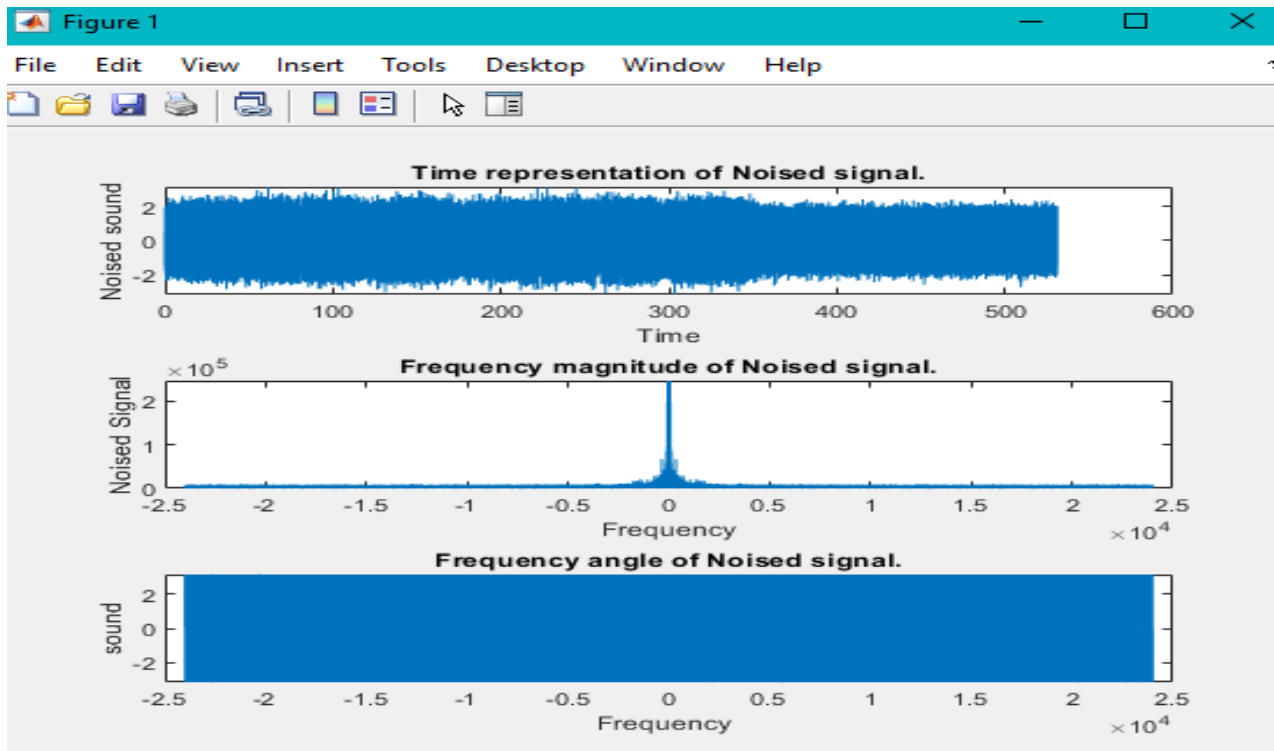 Figure 1
File Edit View Insert Tools Desktop Window Help
Time representation of Noised signal.
Noised sound
2
0
-2
0 100 200 300 400 500 600
Time
×10^5
Frequency magnitude of Noised signal.
Noised Signal
2
1
0
-2.5 -2 -1.5 -1 -0.5 0 0.5 1 1.5 2 2.5
Frequency
×10^4
Frequency angle of Noised signal.
sound
2
0
-2
-2.5 -2 -1.5 -1 -0.5 0 0.5 1 1.5 2 2.5
Frequency
×10^4